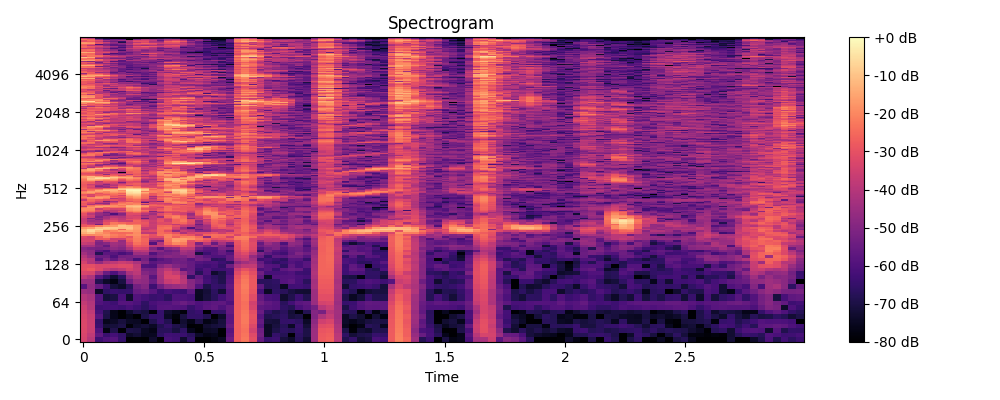 Spectrogram
Hz
4096
2048
1024
512
256
128
64
0
0
0.5
1
1.5
2
2.5
Time
+0 dB
-10 dB
-20 dB
-30 dB
-40 dB
-50 dB
-60 dB
-70 dB
-80 dB